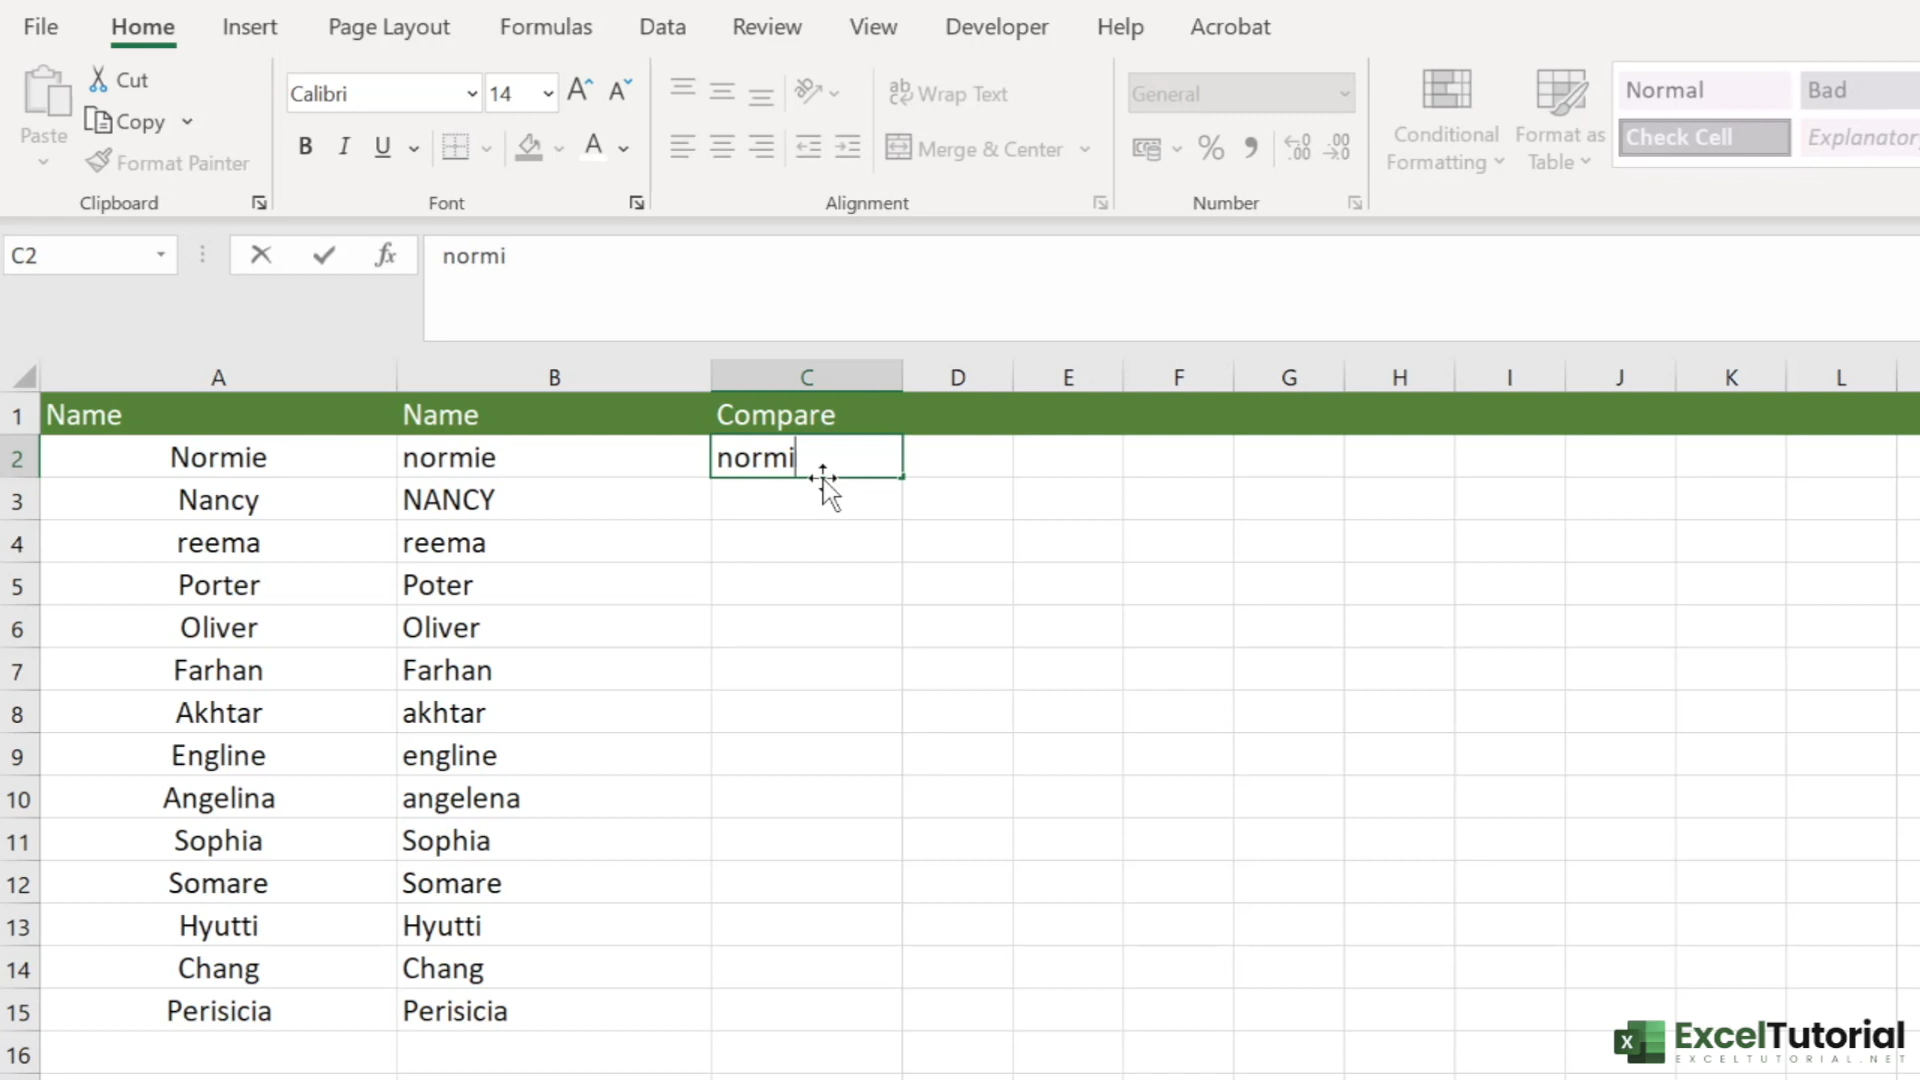 File Home Insert Page Layout Formulas Data Review View Developer Help Acrobat
Paste Cut Copy Format Painter
Clipboard
Calibri 14 A A
B I U A
Font
ab Wrap Text
Merge & Center
Alignment
General
% , .00
Number
Conditional Formatting
Format as Table
Normal Bad
Check Cell Explanatory
C2 fx normi
A B C D E F G H I J K L
1 Name Name Compare
2 Normie normie normi
3 Nancy NANCY
4 reema reema
5 Porter Poter
6 Oliver Oliver
7 Farhan Farhan
8 Akhtar akhtar
9 Engline engline
10 Angelina angelena
11 Sophia Sophia
12 Somare Somare
13 Hyutti Hyutti
14 Chang Chang
15 Perisicia Perisicia
16
X ExcelTutorial
EXCELTUTORIAL.NET